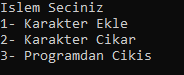 Islem Seciniz
1- Karakter Ekle
2- Karakter Cikar
3- Programdan Cikis